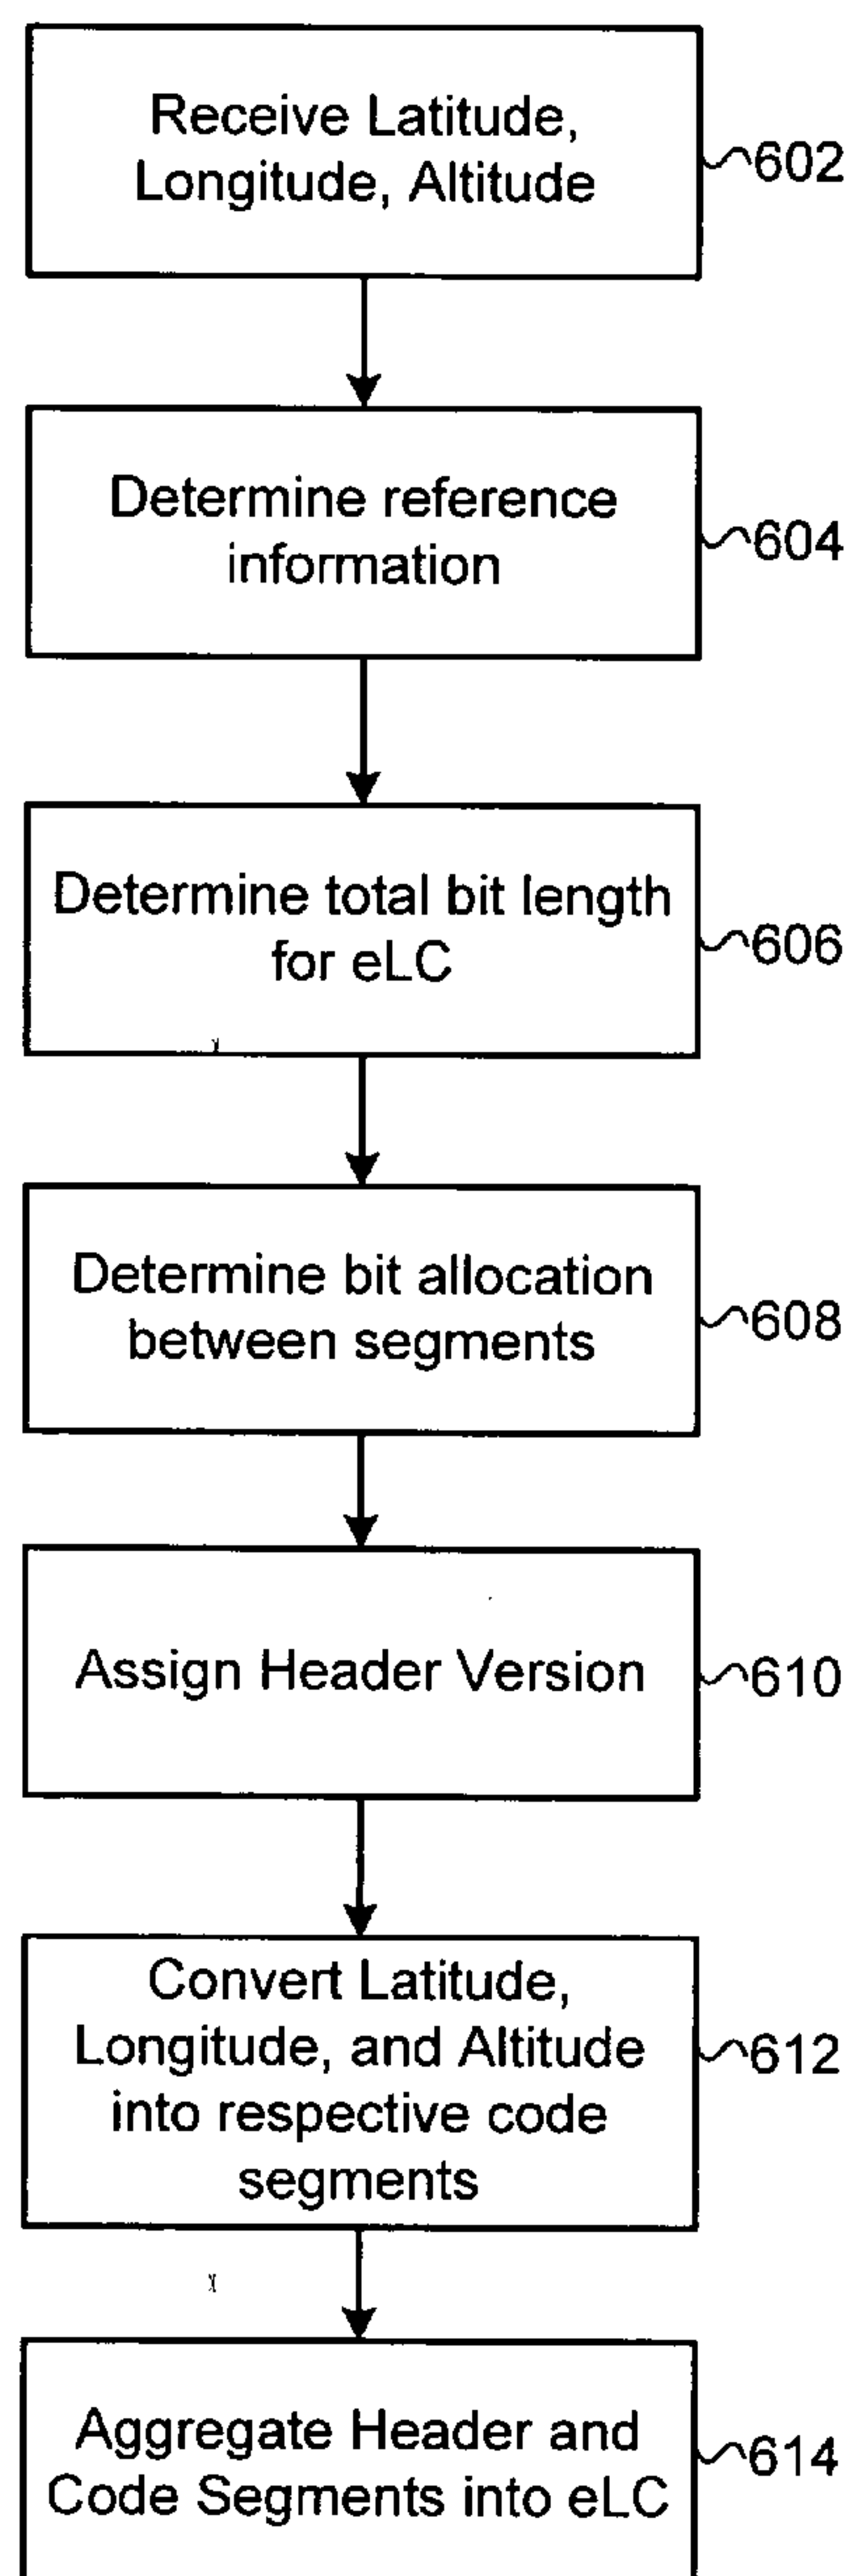 Receive Latitude,
Longitude, Altitude
602
Determine reference
information
604
Determine total bit length
for eLC
606
Determine bit allocation
between segments
608
Assign Header Version
610
Convert Latitude,
Longitude, and Altitude
into respective code
segments
612
Aggregate Header and
Code Segments into eLC
614